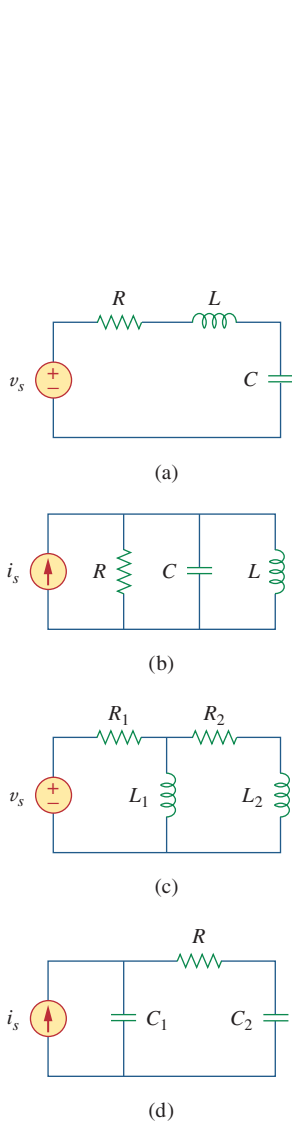 R L
v_s + − C
(a)
i_s R C L
(b)
R_1 R_2
v_s + − L_1 L_2
(c)
R
i_s C_1 C_2
(d)